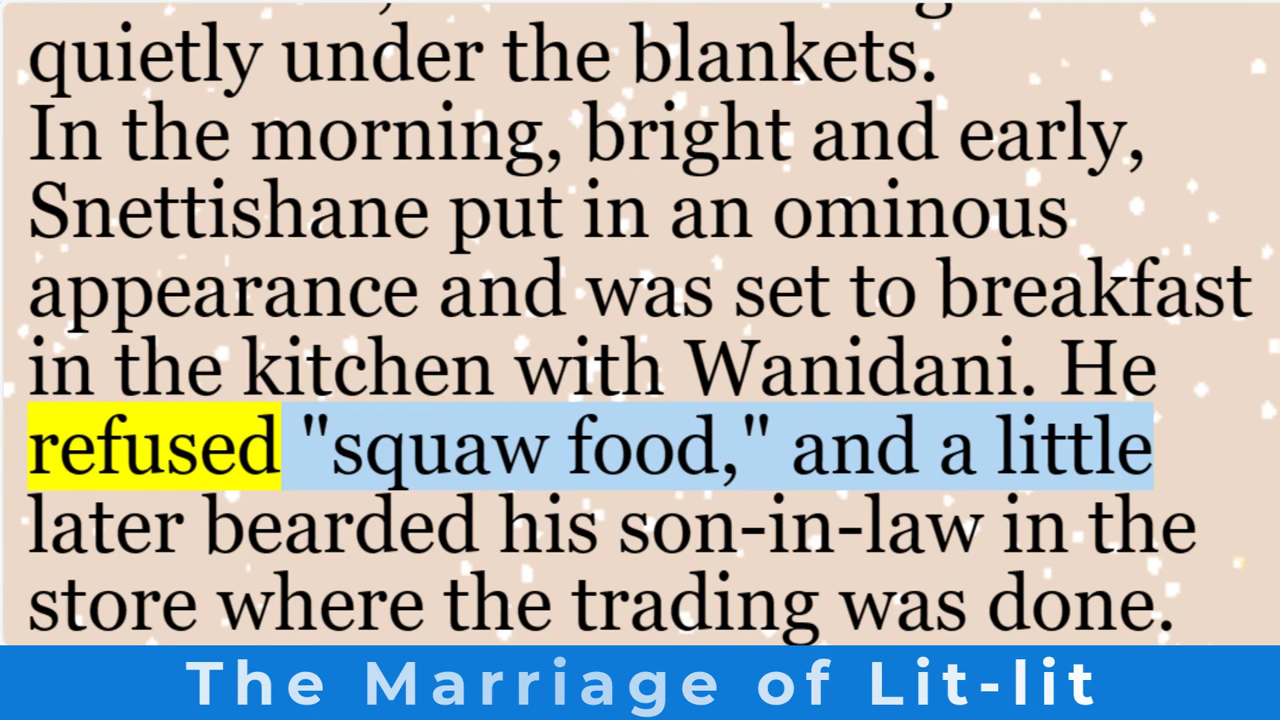 quietly under the blankets.
In the morning, bright and early,
Snettishane put in an ominous
appearance and was set to breakfast
in the kitchen with Wanidani. He
refused "squaw food," and a little
later bearded his son-in-law in the
store where the trading was done.
The Marriage of Lit-lit